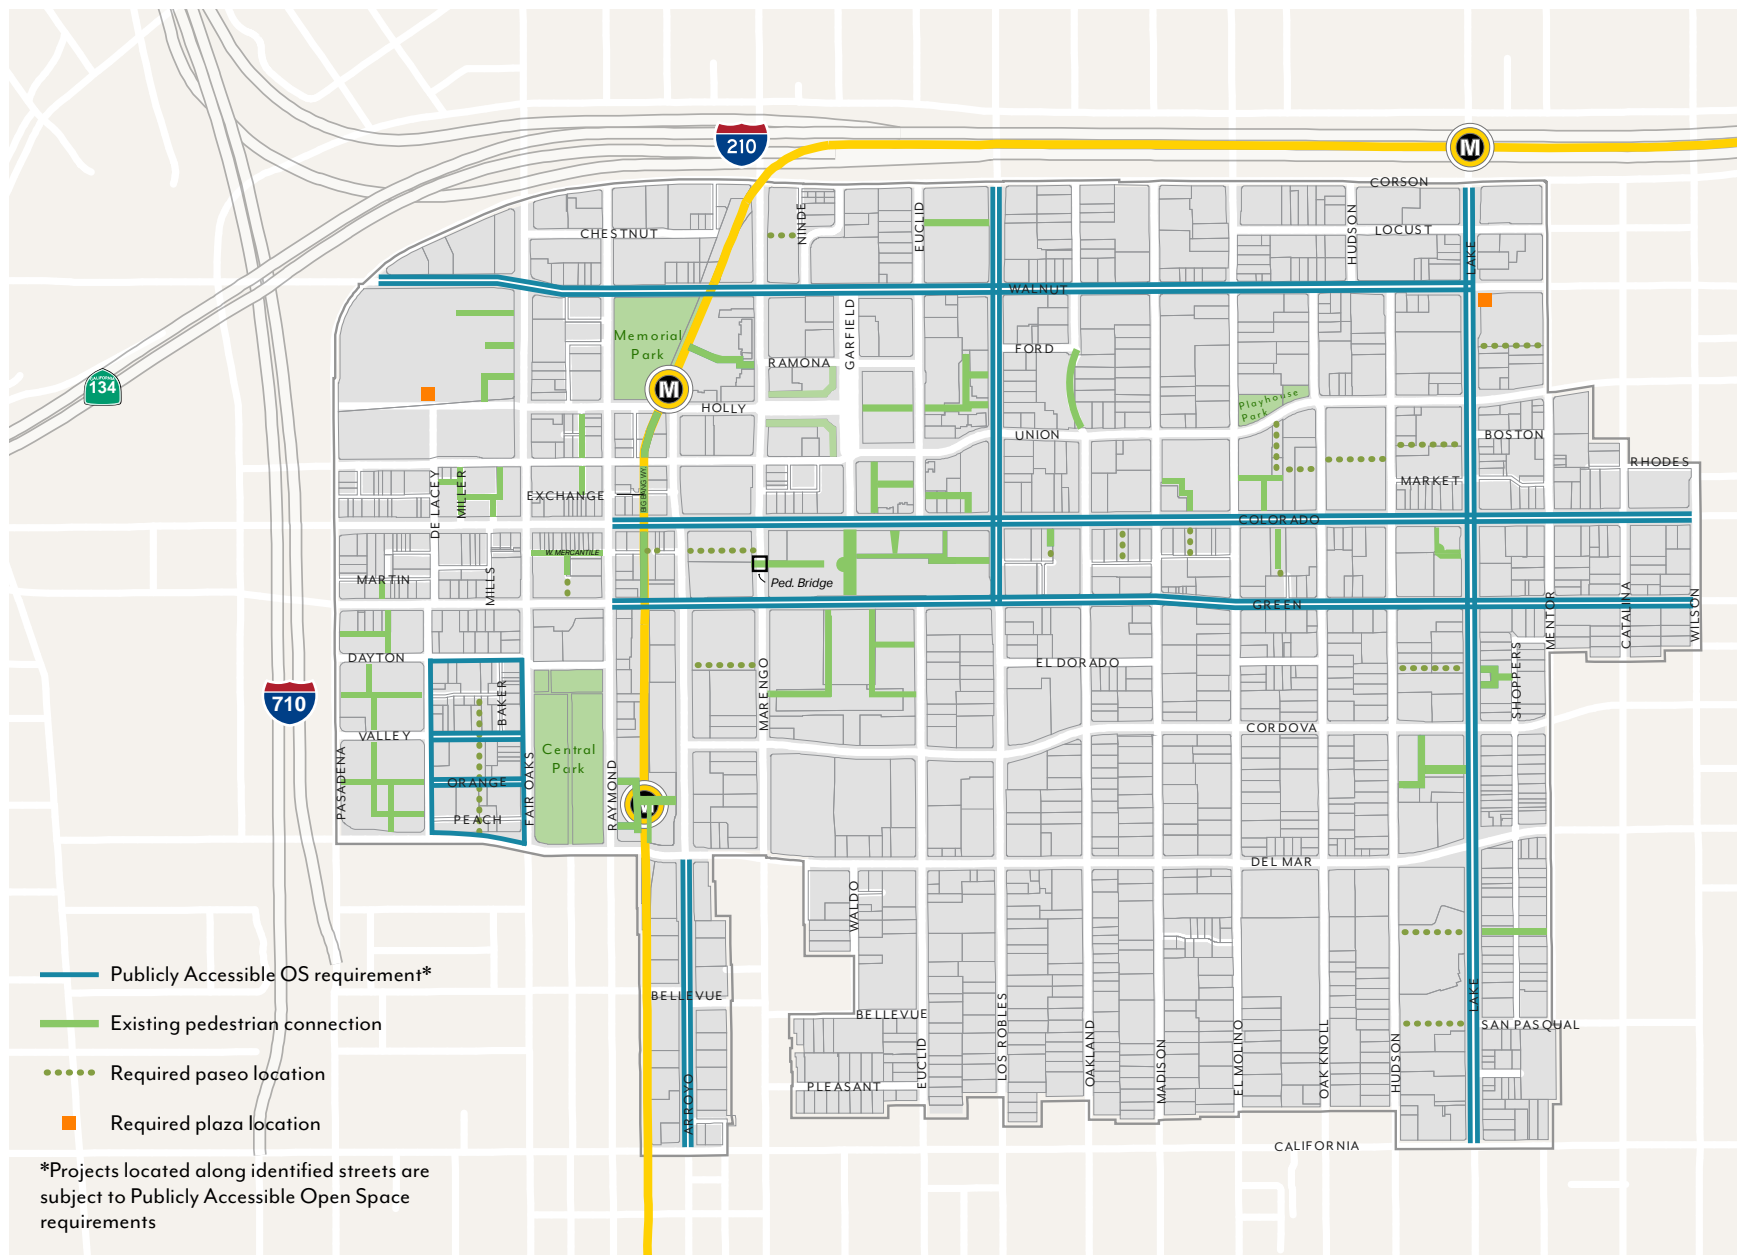 210
M
CORSON
NINDE
EUCLID
HUDSON
LOCUST
CHESTNUT
LAKE
WALNUT
Memorial
Park
GARFIELD
FORD
RAMONA
CALIFORNIA
134
M
HOLLY
Playhouse
Park
UNION
BOSTON
RHODES
DE LACEY
MILLER
EXCHANGE
BIG BANG WK
MARKET
COLORADO
W. MERCANTILE
MARTIN
MILLS
Ped. Bridge
GREEN
MENTOR
CATALINA
WILSON
DAYTON
EL DORADO
MARENGO
SHOPPERS
BAKER
710
VALLEY
CORDOVA
Central
Park
PASADENA
ORANGE
FAIR OAKS
RAYMOND
PEACH
M
DEL MAR
WALDO
BELLEVUE
BELLEVUE
LAKE
SAN PASQUAL
EUCLID
LOS ROBLES
OAKLAND
MADISON
EL MOLINO
OAK KNOLL
HUDSON
ARROYO
PLEASANT
CALIFORNIA
Publicly Accessible OS requirement*
Existing pedestrian connection
Required paseo location
Required plaza location
*Projects located along identified streets are
subject to Publicly Accessible Open Space
requirements